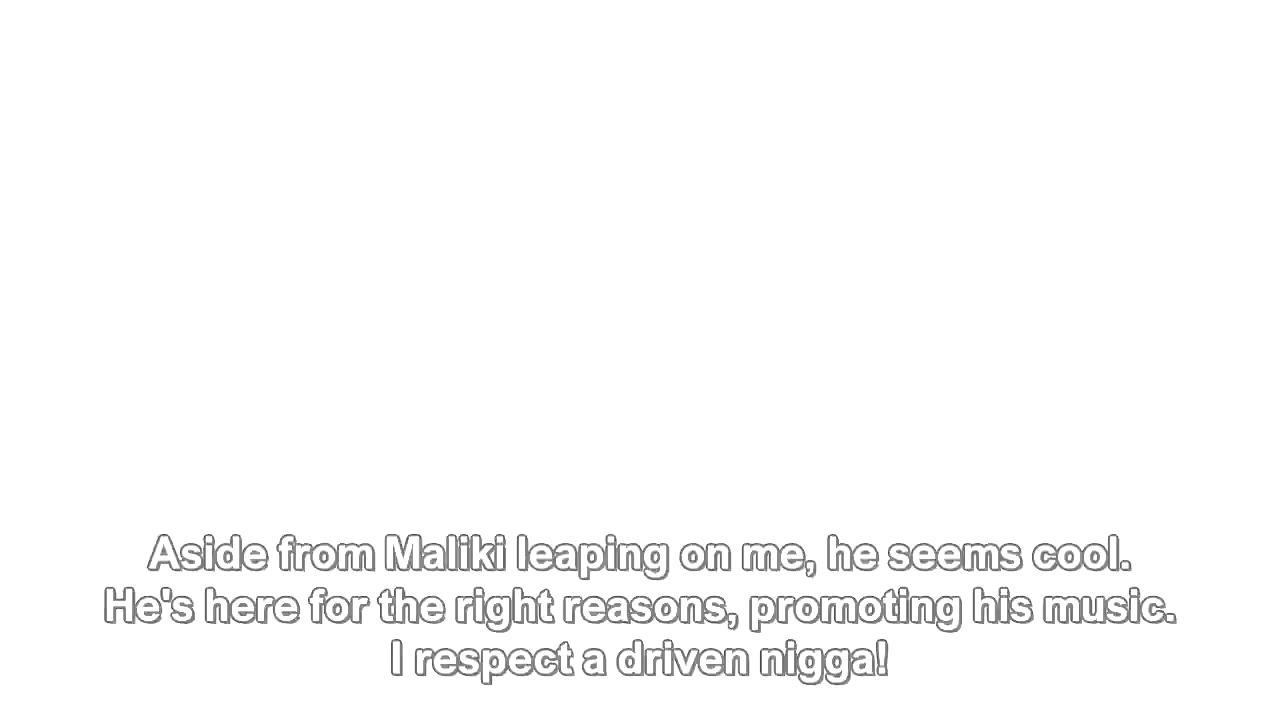 Aside from Maliki leaping on me, he seems cool.
He's here for the right reasons, promoting his music.
I respect a driven nigga!